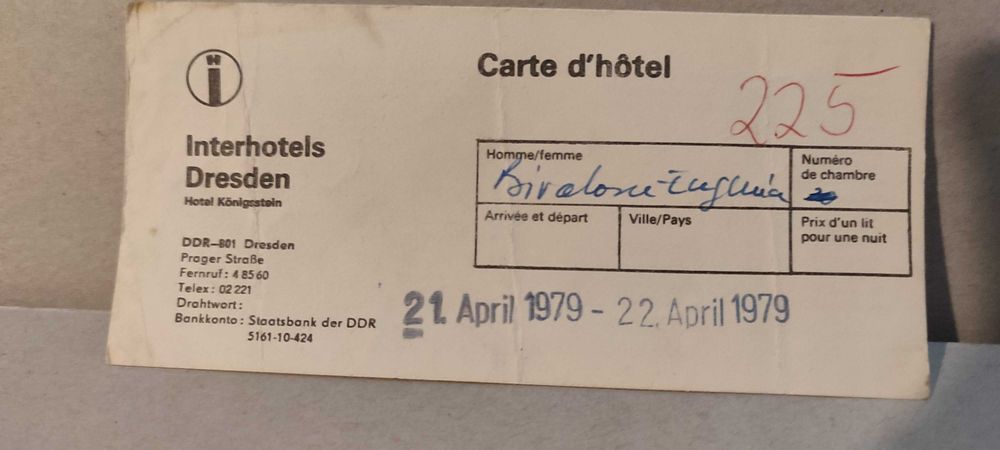 Carte d'hôtel
225
Interhotels
Dresden
Hotel Königsstein
DDR–801 Dresden
Prager Straße
Fernruf: 4 85 60
Telex: 02 221
Drahtwort:
Bankkonto: Staatsbank der DDR
5161-10-424
Homme/femme
Numéro
de chambre
Arrivée et départ
Ville/Pays
Prix d'un lit
pour une nuit
21. April 1979 – 22. April 1979